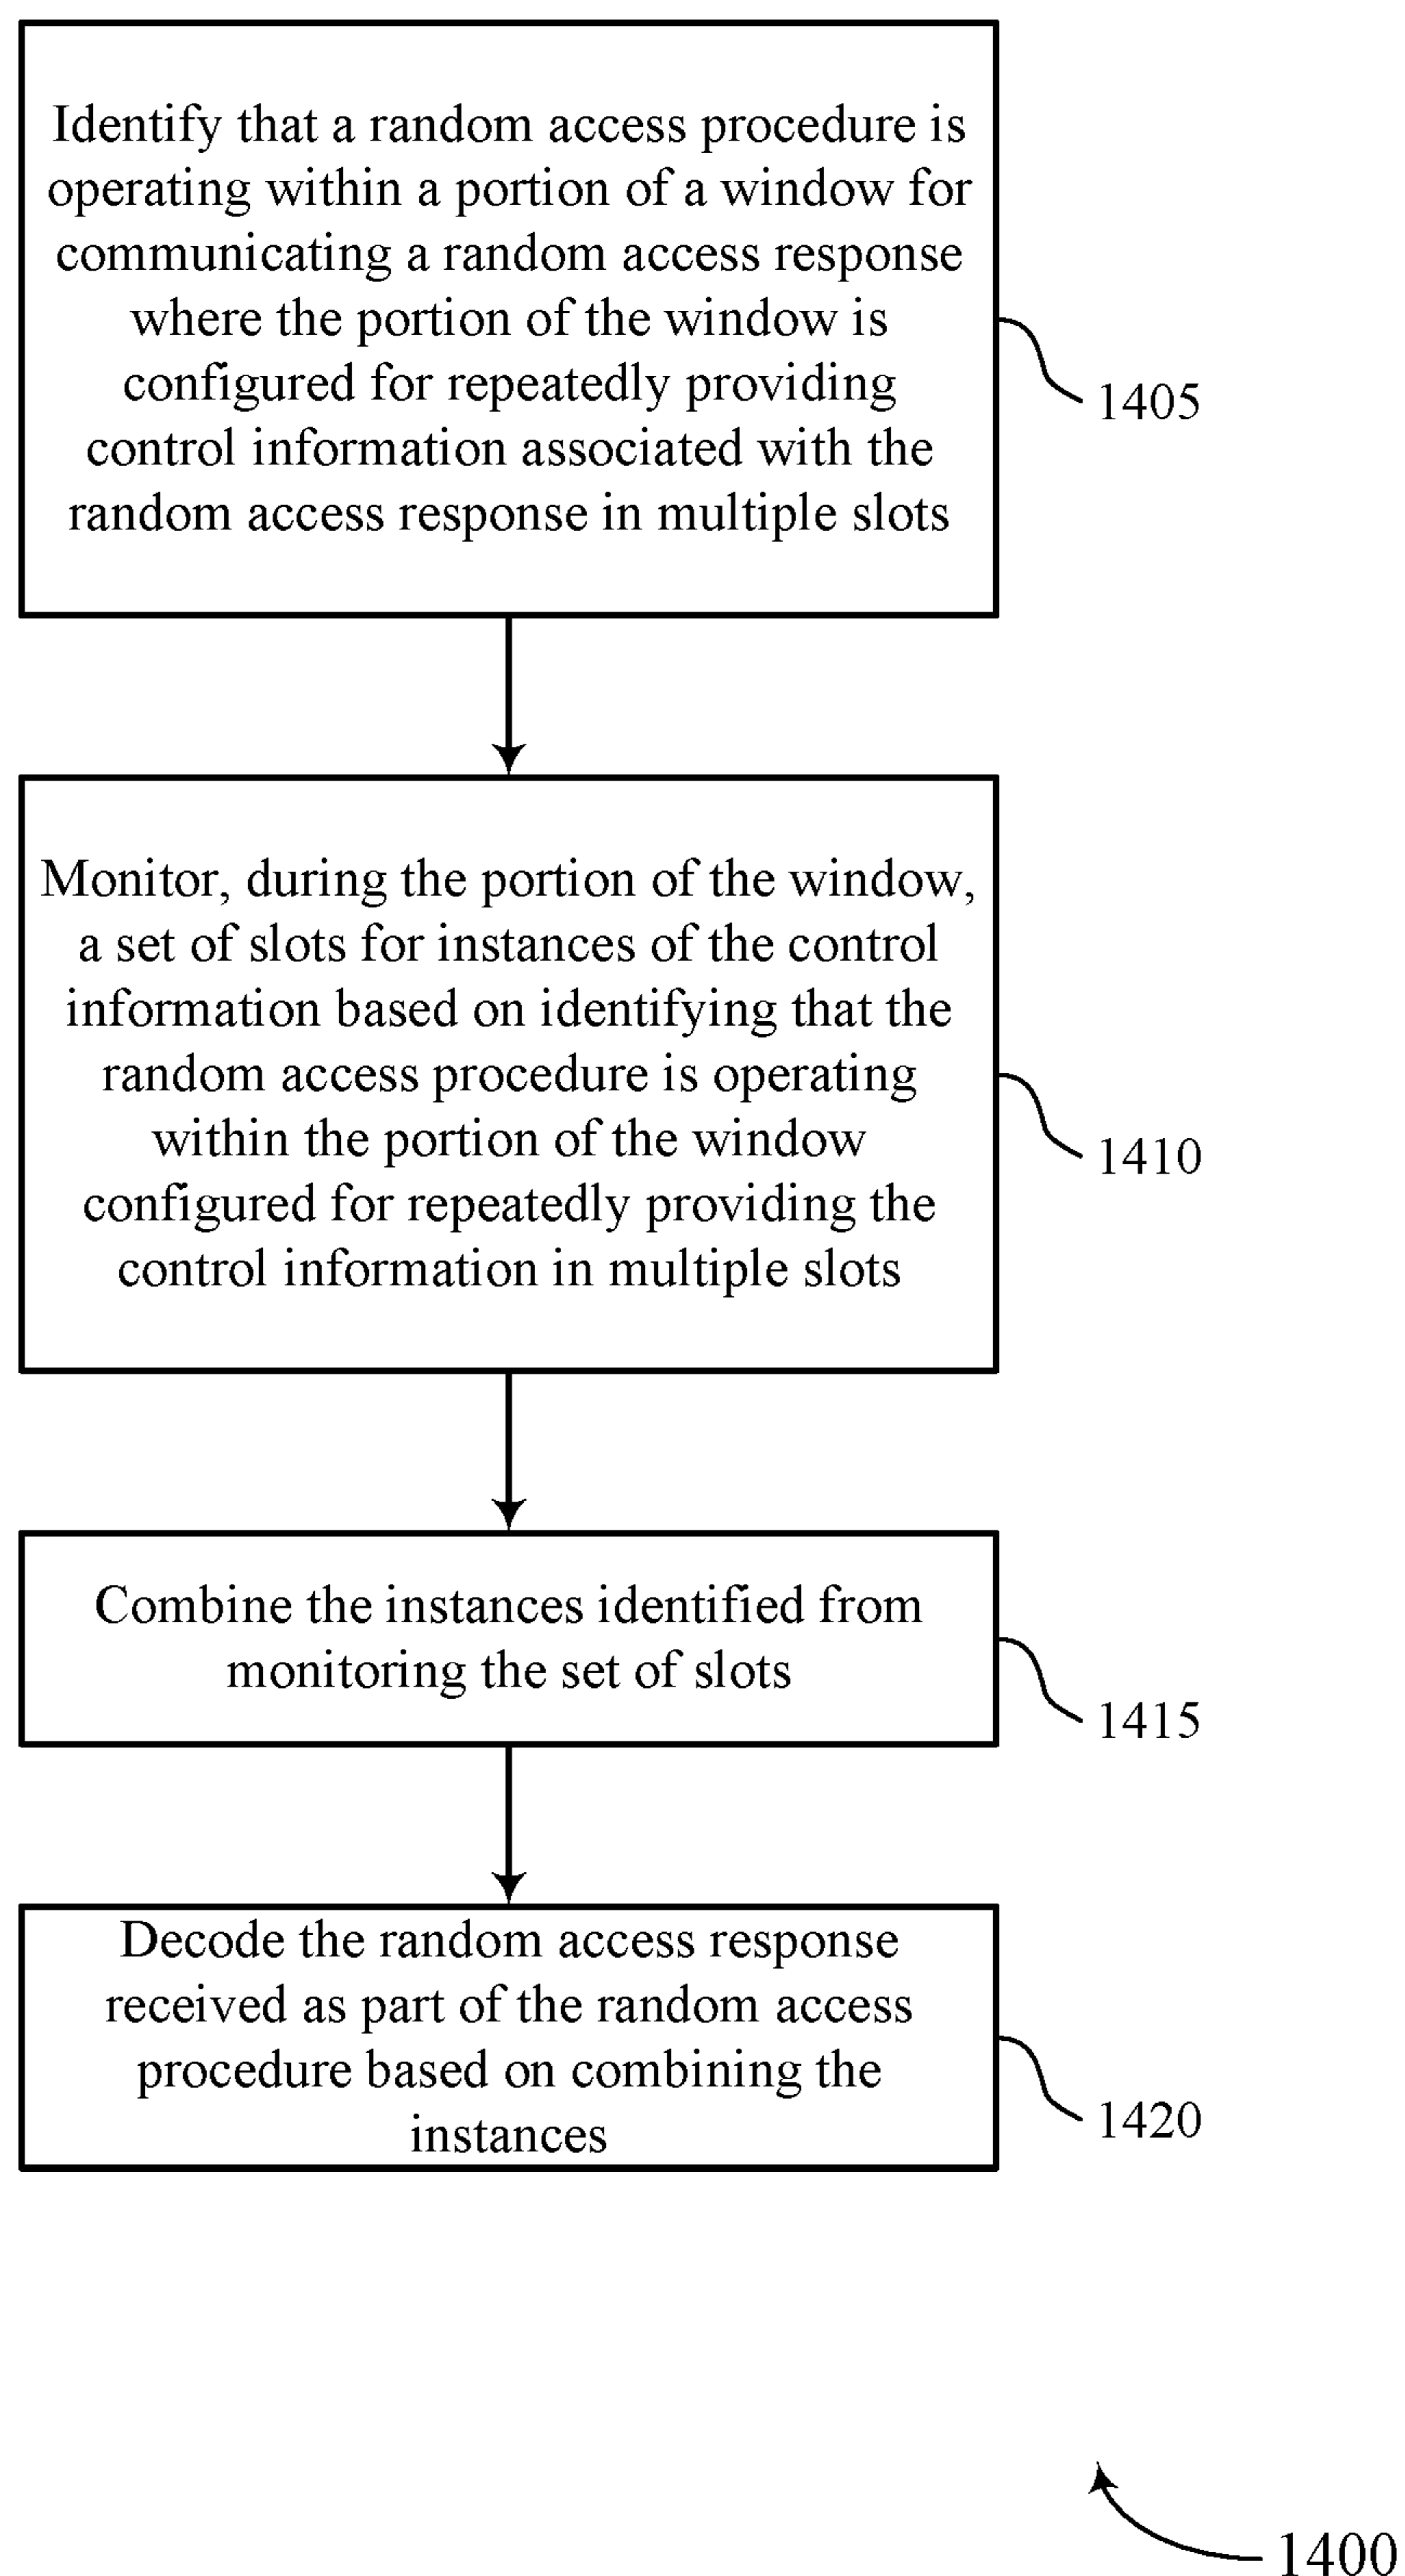 Identify that a random access procedure is
operating within a portion of a window for
communicating a random access response
where the portion of the window is
configured for repeatedly providing
control information associated with the
random access response in multiple slots
1405
Monitor, during the portion of the window,
a set of slots for instances of the control
information based on identifying that the
random access procedure is operating
within the portion of the window
configured for repeatedly providing the
control information in multiple slots
1410
Combine the instances identified from
monitoring the set of slots
1415
Decode the random access response
received as part of the random access
procedure based on combining the
instances
1420
1400